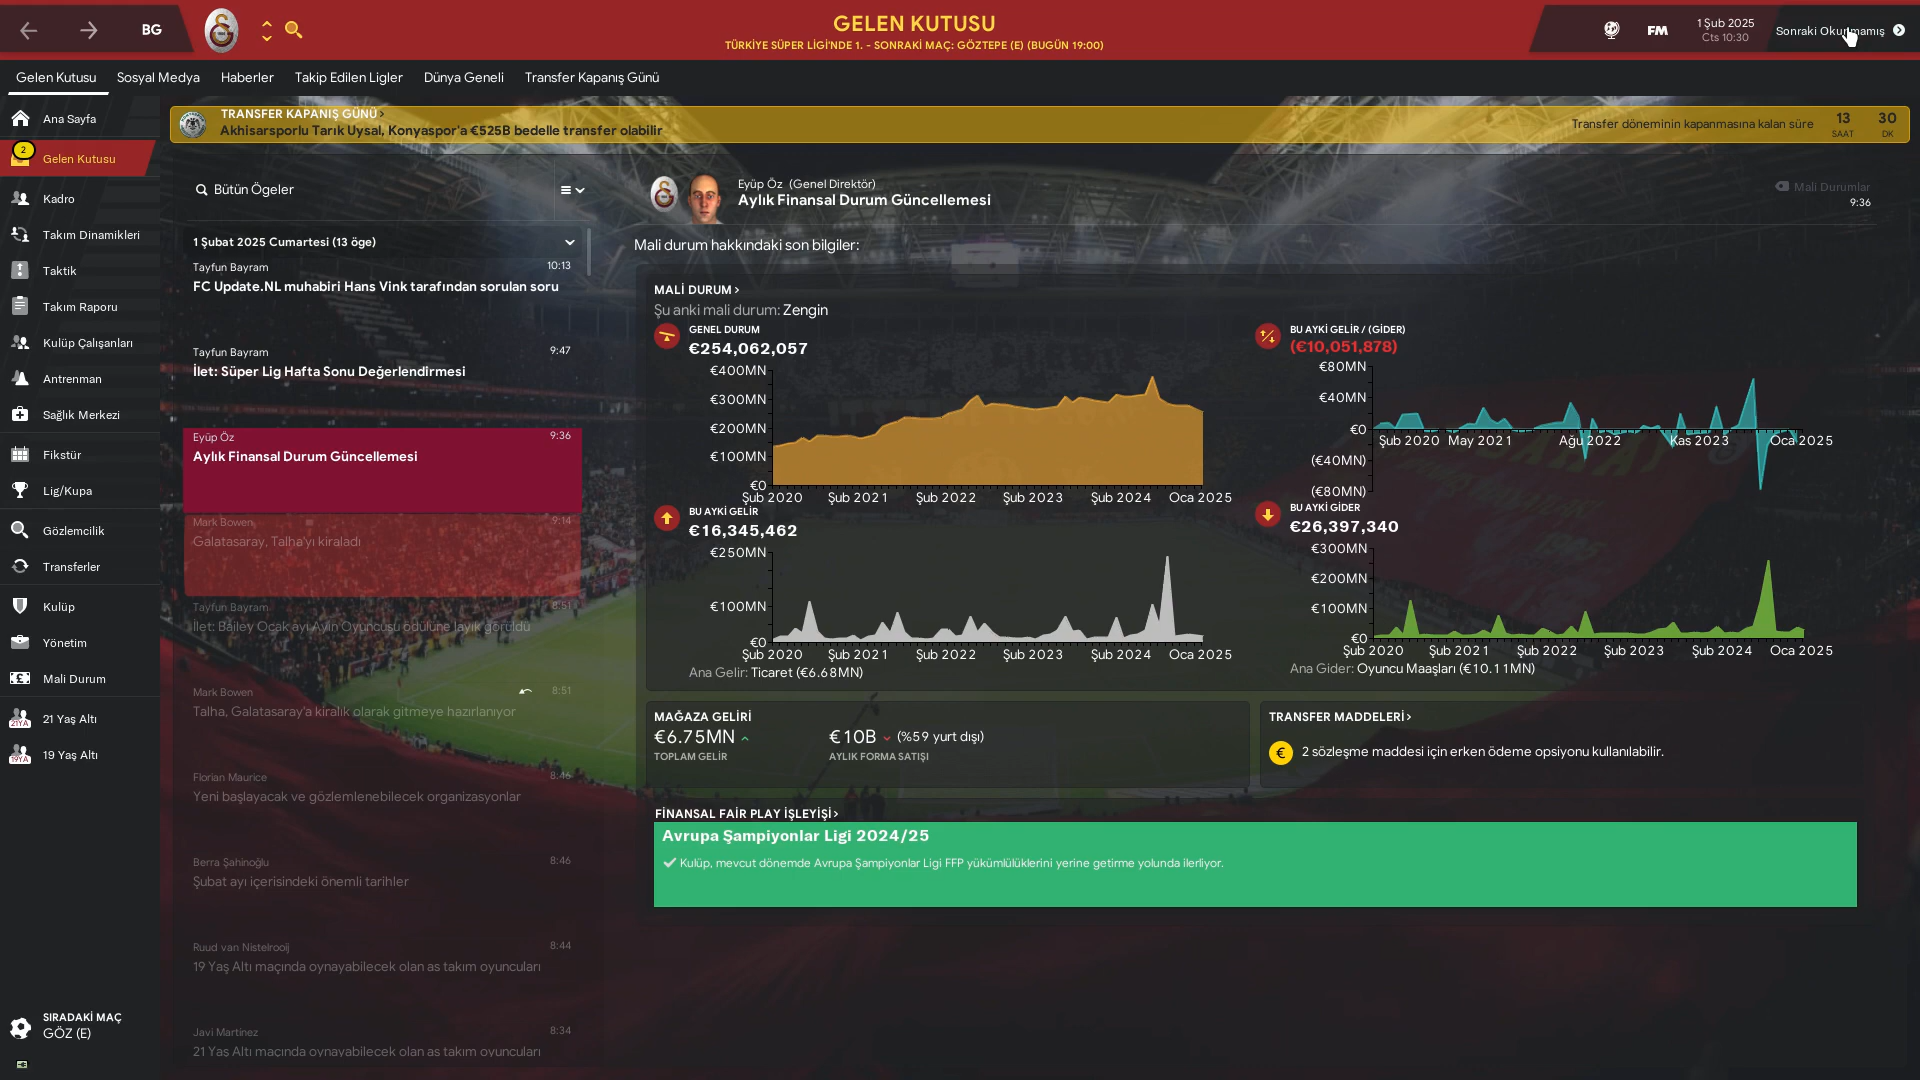 BG
GELEN KUTUSU
TÜRKİYE SÜPER LİGİ'NDE 1. - SONRAKİ MAÇ: GÖZTEPE (E) (BUGÜN 19:00)
FM
1 Şub 2025
Cts 10:30
Sonraki Okunmamış
Gelen Kutusu Sosyal Medya Haberler Takip Edilen Ligler Dünya Geneli Transfer Kapanış Günü
Ana Sayfa
2
Gelen Kutusu
Kadro
Takım Dinamikleri
Taktik
Takım Raporu
Kulüp Çalışanları
Antrenman
Sağlık Merkezi
Fikstür
Lig/Kupa
Gözlemcilik
Transferler
Kulüp
Yönetim
Mali Durum
21YA
21 Yaş Altı
19YA
19 Yaş Altı
SIRADAKİ MAÇ
GÖZ (E)
TRANSFER KAPANIŞ GÜNÜ ›
Akhisarsporlu Tarık Uysal, Konyaspor'a €525B bedelle transfer olabilir
Transfer döneminin kapanmasına kalan süre
13 SAAT
30 DK
Bütün Ögeler
1 Şubat 2025 Cumartesi (13 öge)
Tayfun Bayram 10:13
FC Update.NL muhabiri Hans Vink tarafından sorulan soru
Tayfun Bayram 9:47
İlet: Süper Lig Hafta Sonu Değerlendirmesi
Eyüp Öz 9:36
Aylık Finansal Durum Güncellemesi
Mark Bowen 9:14
Galatasaray, Talha'yı kiraladı
Tayfun Bayram 8:51
İlet: Bailey Ocak ayı Ayın Oyuncusu ödülüne layık görüldü
Mark Bowen 8:51
Talha, Galatasaray'a kiralık olarak gitmeye hazırlanıyor
Florian Maurice 8:46
Yeni başlayacak ve gözlemlenebilecek organizasyonlar
Berra Şahinoğlu 8:46
Şubat ayı içerisindeki önemli tarihler
Ruud van Nistelrooij 8:44
19 Yaş Altı maçında oynayabilecek olan as takım oyuncuları
Javi Martínez 8:34
21 Yaş Altı maçında oynayabilecek olan as takım oyuncuları
Eyüp Öz (Genel Direktör)
Aylık Finansal Durum Güncellemesi
Mali Durumlar
9:36
Mali durum hakkındaki son bilgiler:
MALİ DURUM ›
Şu anki mali durum: Zengin
GENEL DURUM
€254,062,057
€400MN
€300MN
€200MN
€100MN
€0
Şub 2020 Şub 2021 Şub 2022 Şub 2023 Şub 2024 Oca 2025
BU AYKİ GELİR / (GİDER)
(€10,051,878)
€80MN
€40MN
€0
(€40MN)
(€80MN)
Şub 2020 May 2021 Ağu 2022 Kas 2023 Oca 2025
BU AYKİ GELİR
€16,345,462
€250MN
€100MN
€0
Şub 2020 Şub 2021 Şub 2022 Şub 2023 Şub 2024 Oca 2025
Ana Gelir: Ticaret (€6.68MN)
BU AYKİ GİDER
€26,397,340
€300MN
€200MN
€100MN
€0
Şub 2020 Şub 2021 Şub 2022 Şub 2023 Şub 2024 Oca 2025
Ana Gider: Oyuncu Maaşları (€10.11MN)
MAĞAZA GELİRİ
€6.75MN
TOPLAM GELİR
€10B (%59 yurt dışı)
AYLIK FORMA SATIŞI
TRANSFER MADDELERİ ›
€ 2 sözleşme maddesi için erken ödeme opsiyonu kullanılabilir.
FİNANSAL FAIR PLAY İŞLEYİŞİ ›
Avrupa Şampiyonlar Ligi 2024/25
Kulüp, mevcut dönemde Avrupa Şampiyonlar Ligi FFP yükümlülüklerini yerine getirme yolunda ilerliyor.